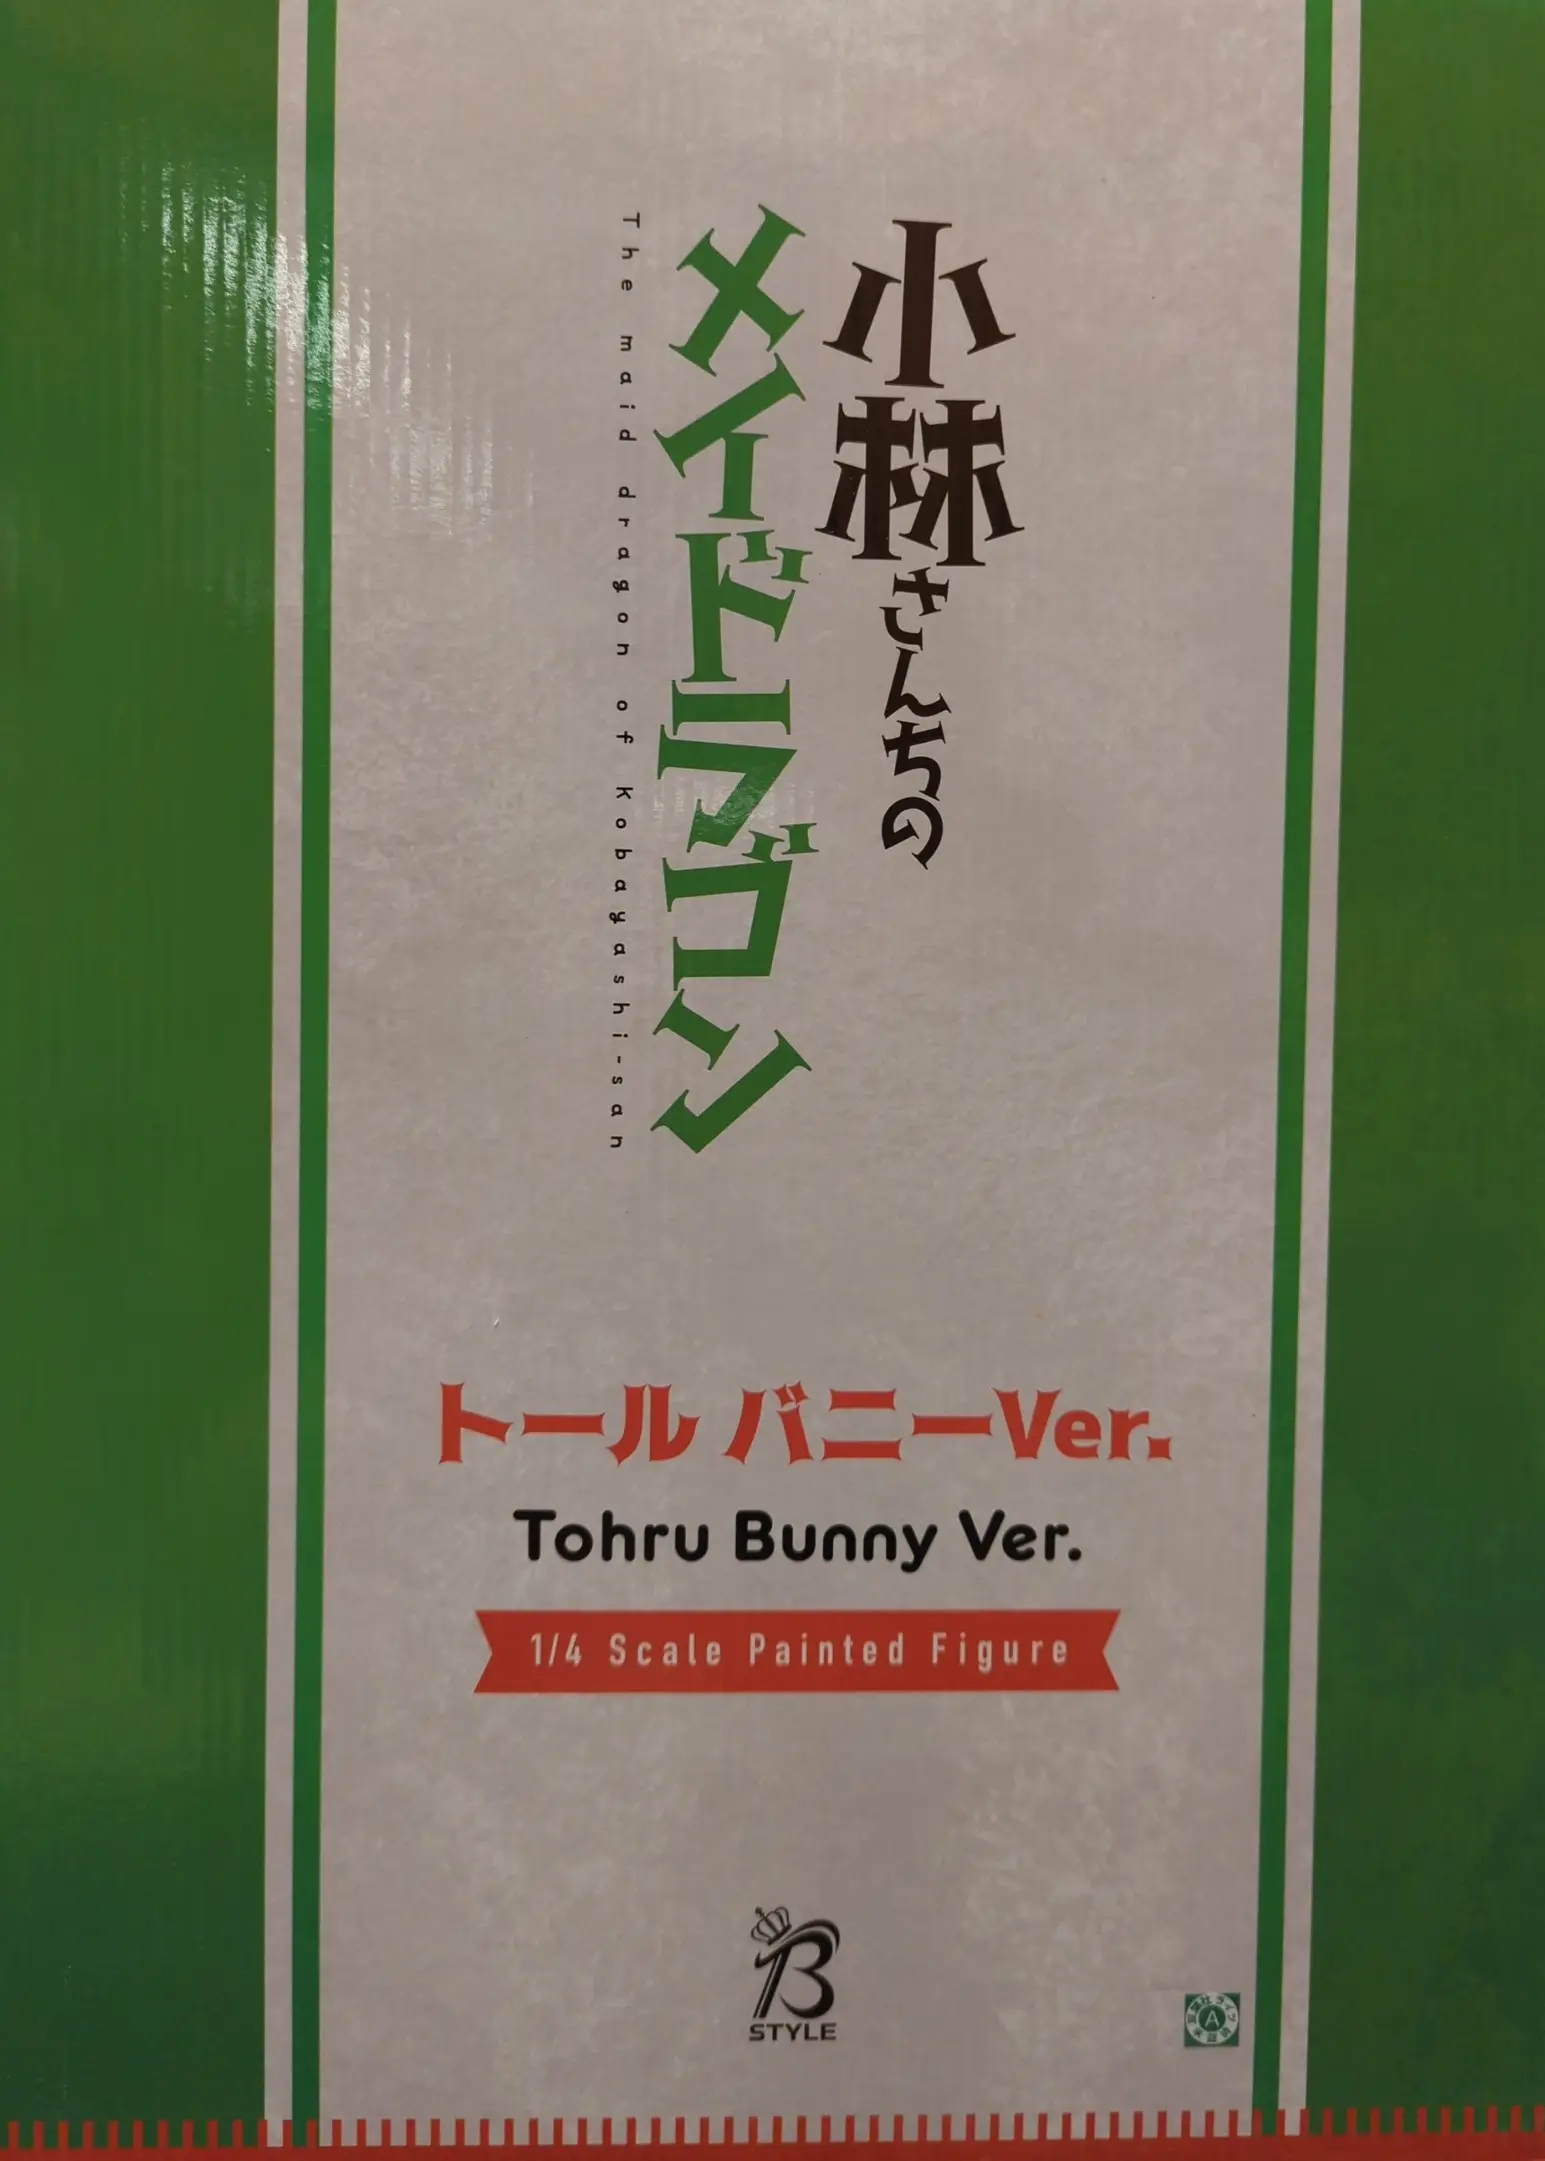 小林さんちの
メイドラゴン
The maid dragon of Kobayashi-san
トール バニーVer.
Tohru Bunny Ver.
1/4 Scale Painted Figure
B
STYLE
A